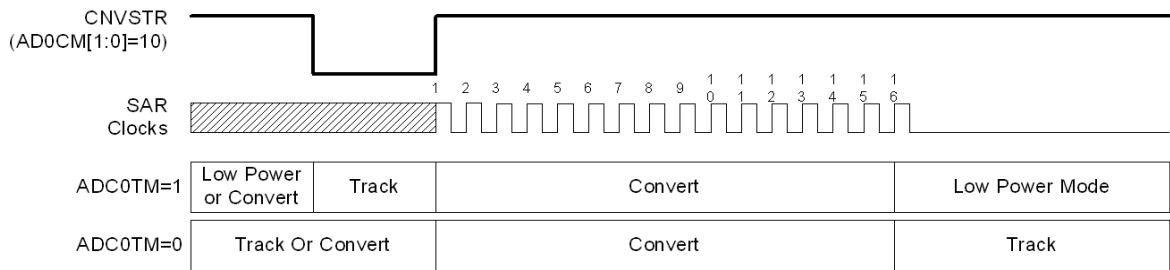 CNVSTR
(AD0CM[1:0]=10)
1 2 3 4 5 6 7 8 9 10 11 12 13 14 15 16
SAR
Clocks
ADC0TM=1
Low Power
or Convert
Track
Convert
Low Power Mode
ADC0TM=0
Track Or Convert
Convert
Track